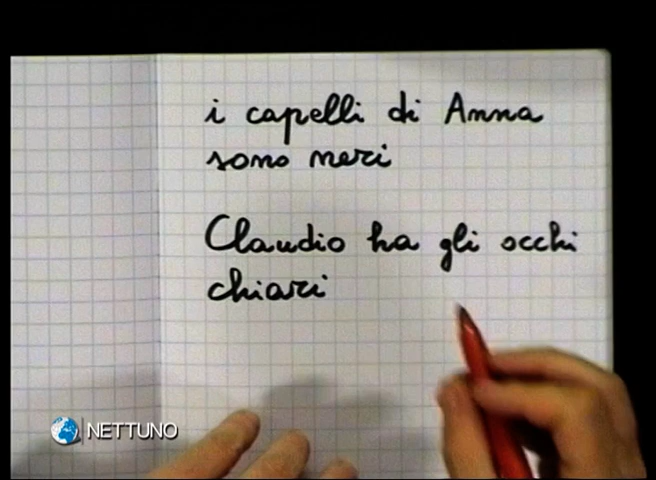 i capelli di Anna
sono neri
Claudio ha gli occhi
chiari
NETTUNO